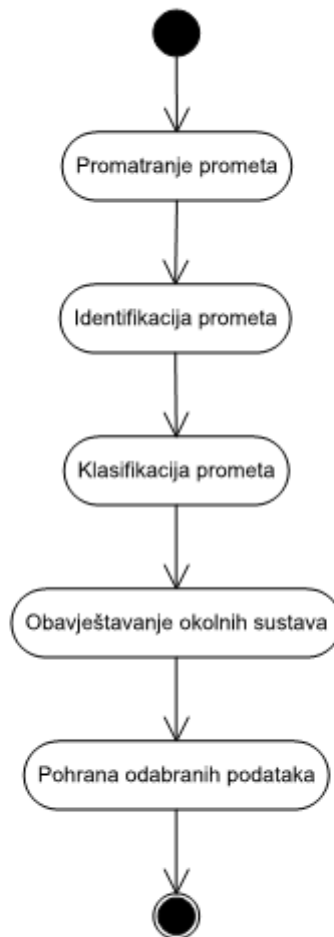 Promatranje prometa
Identifikacija prometa
Klasifikacija prometa
Obavještavanje okolnih sustava
Pohrana odabranih podataka